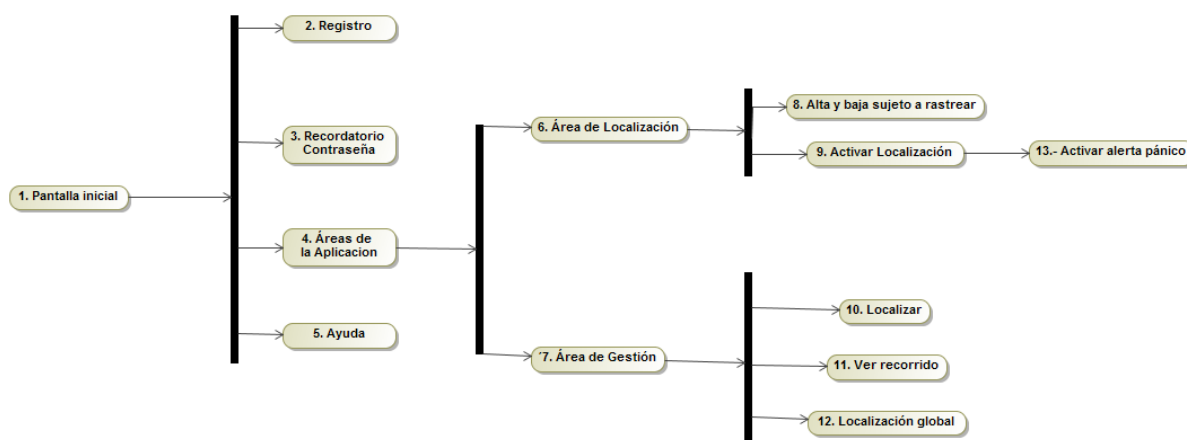 1. Pantalla inicial
2. Registro
3. Recordatorio
Contraseña
4. Áreas de
la Aplicacion
5. Ayuda
6. Área de Localización
´7. Área de Gestión
8. Alta y baja sujeto a rastrear
9. Activar Localización
13.- Activar alerta pánico
10. Localizar
11. Ver recorrido
12. Localización global